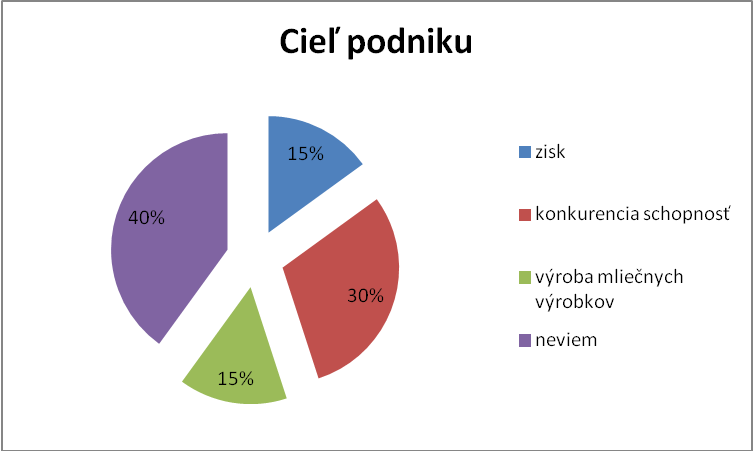 Cieľ podniku
15%
30%
15%
40%
zisk
konkurencia schopnosť
výroba mliečnych
výrobkov
neviem